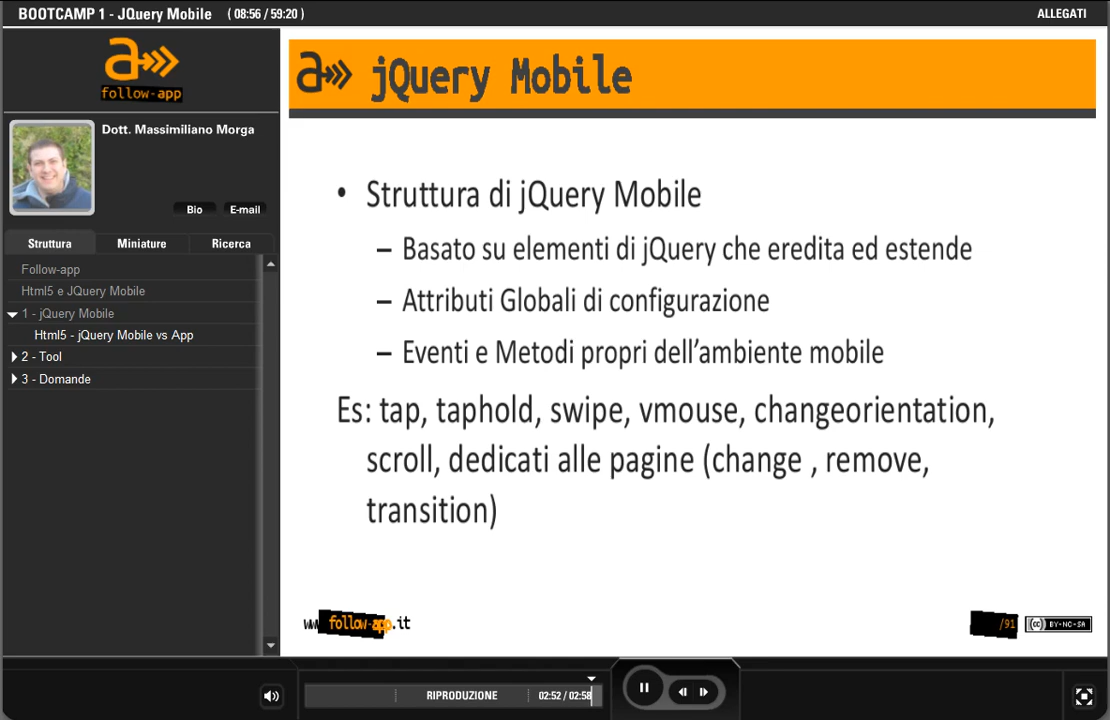 BOOTCAMP 1 - JQuery Mobile ( 08:56 / 59:20 )
ALLEGATI
a
follow-app
Dott. Massimiliano Morga
Bio E-mail
Struttura Miniature Ricerca
Follow-app
Html5 e JQuery Mobile
1 - jQuery Mobile
Html5 - jQuery Mobile vs App
2 - Tool
3 - Domande
a jQuery Mobile
• Struttura di jQuery Mobile
– Basato su elementi di jQuery che eredita ed estende
– Attributi Globali di configurazione
– Eventi e Metodi propri dell’ambiente mobile
Es: tap, taphold, swipe, vmouse, changeorientation,
scroll, dedicati alle pagine (change , remove,
transition)
www.follow-app.it
/91
cc BY-NC-SA
RIPRODUZIONE 02:52 / 02:58